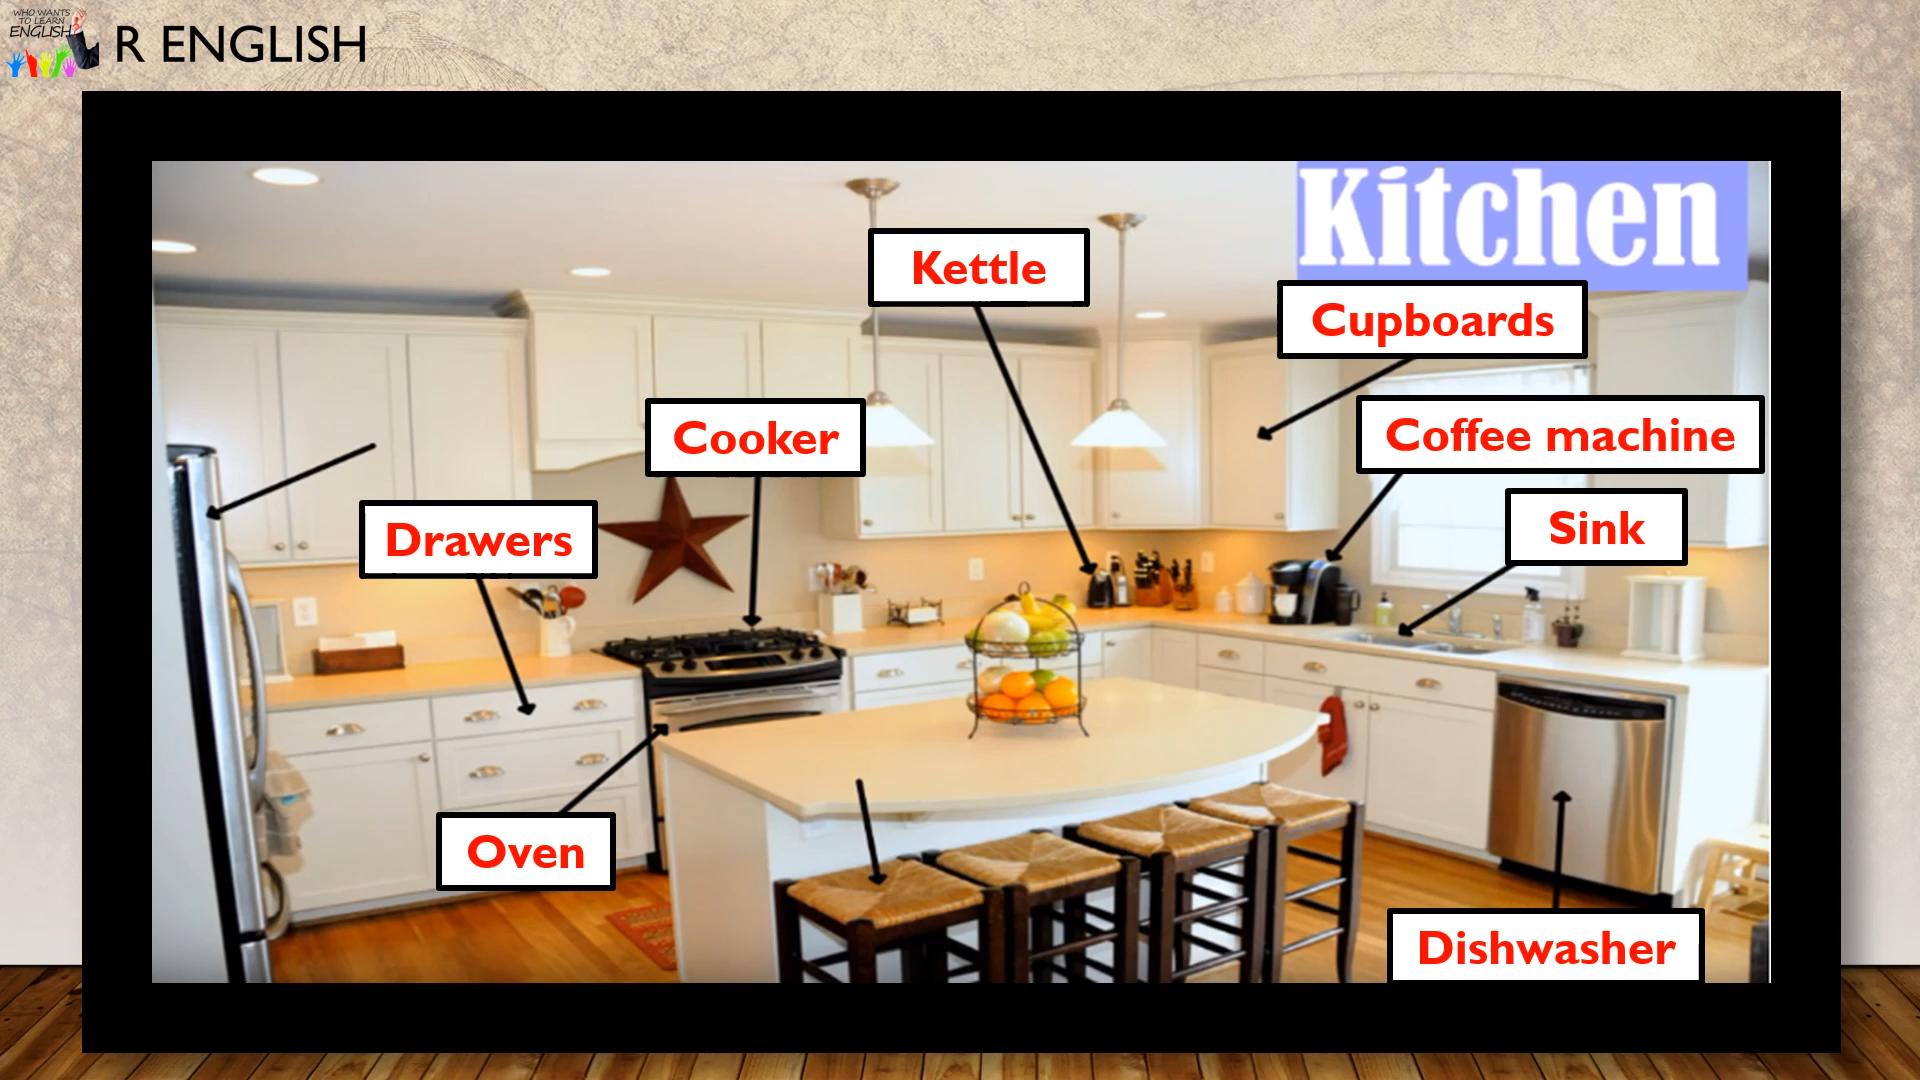 WHO WANTS
TO LEARN
ENGLISH
R ENGLISH
Kitchen
Kettle
Cupboards
Cooker
Coffee machine
Drawers
Sink
Oven
Dishwasher